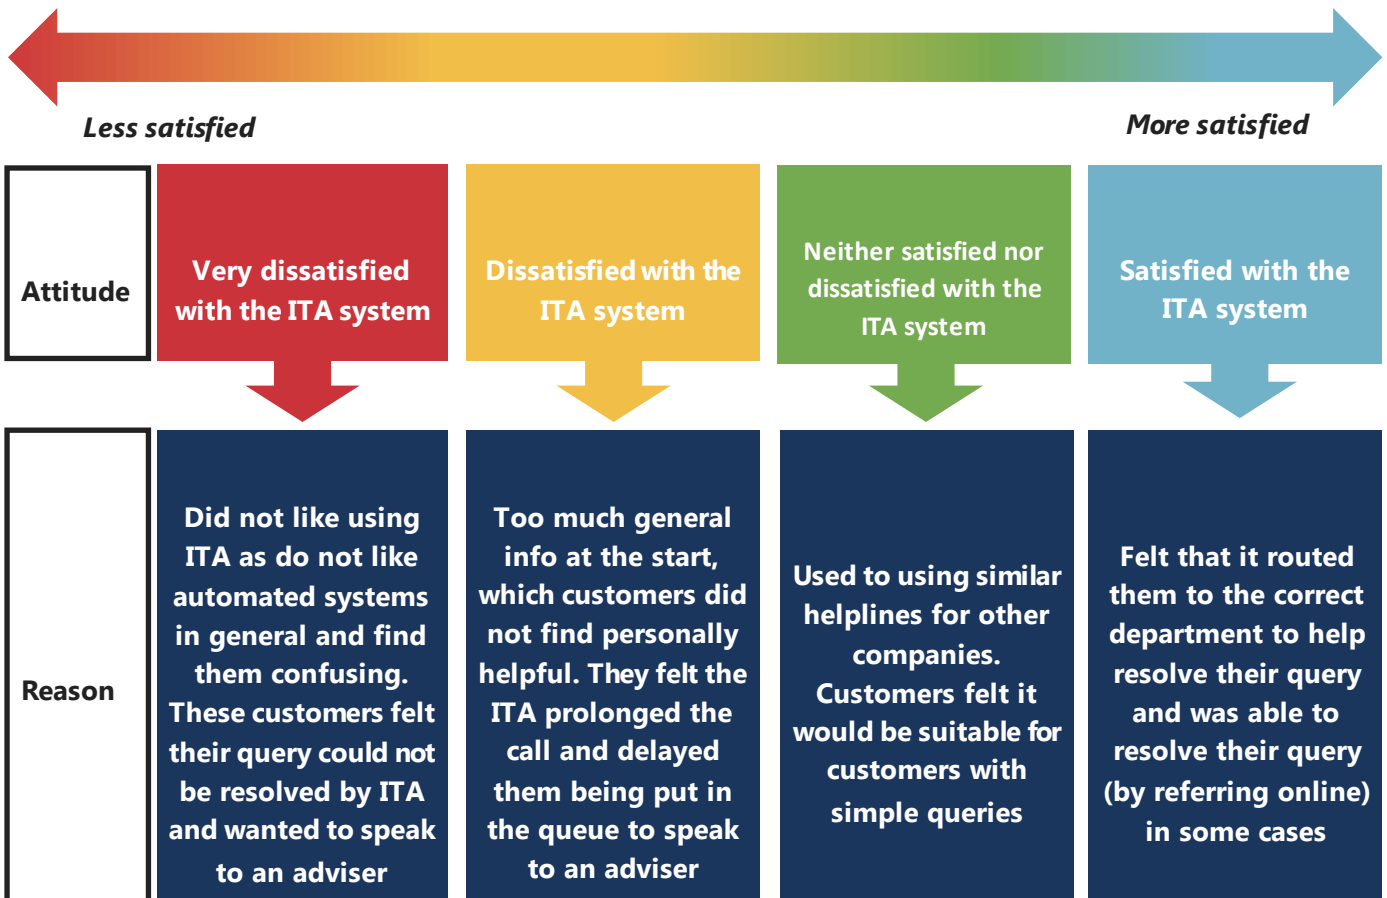 Less satisfied
More satisfied
Attitude
Very dissatisfied
with the ITA system
Dissatisfied with the
ITA system
Neither satisfied nor
dissatisfied with the
ITA system
Satisfied with the
ITA system
Reason
Did not like using
ITA as do not like
automated systems
in general and find
them confusing.
These customers felt
their query could not
be resolved by ITA
and wanted to speak
to an adviser
Too much general
info at the start,
which customers did
not find personally
helpful. They felt the
ITA prolonged the
call and delayed
them being put in
the queue to speak
to an adviser
Used to using similar
helplines for other
companies.
Customers felt it
would be suitable for
customers with
simple queries
Felt that it routed
them to the correct
department to help
resolve their query
and was able to
resolve their query
(by referring online)
in some cases